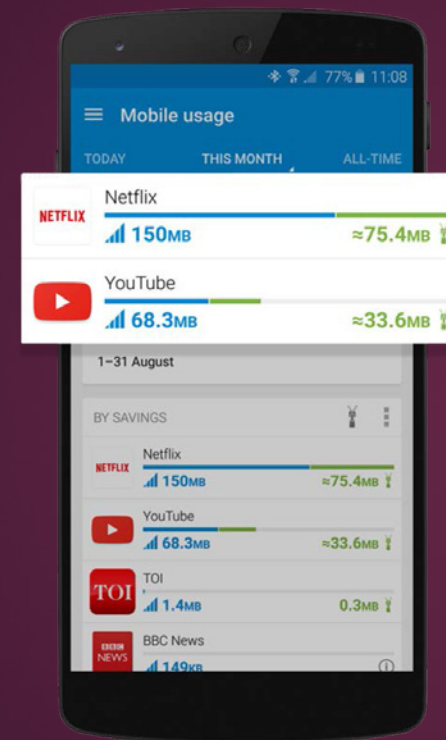 77% 11:08
Mobile usage
TODAY THIS MONTH ALL-TIME
NETFLIX
Netflix
150MB ≈75.4MB
YouTube
68.3MB ≈33.6MB
1–31 August
BY SAVINGS
NETFLIX
Netflix
150MB ≈75.4MB
YouTube
68.3MB ≈33.6MB
TOI
TOI
1.4MB 0.3MB
BBC
NEWS
BBC News
149KB